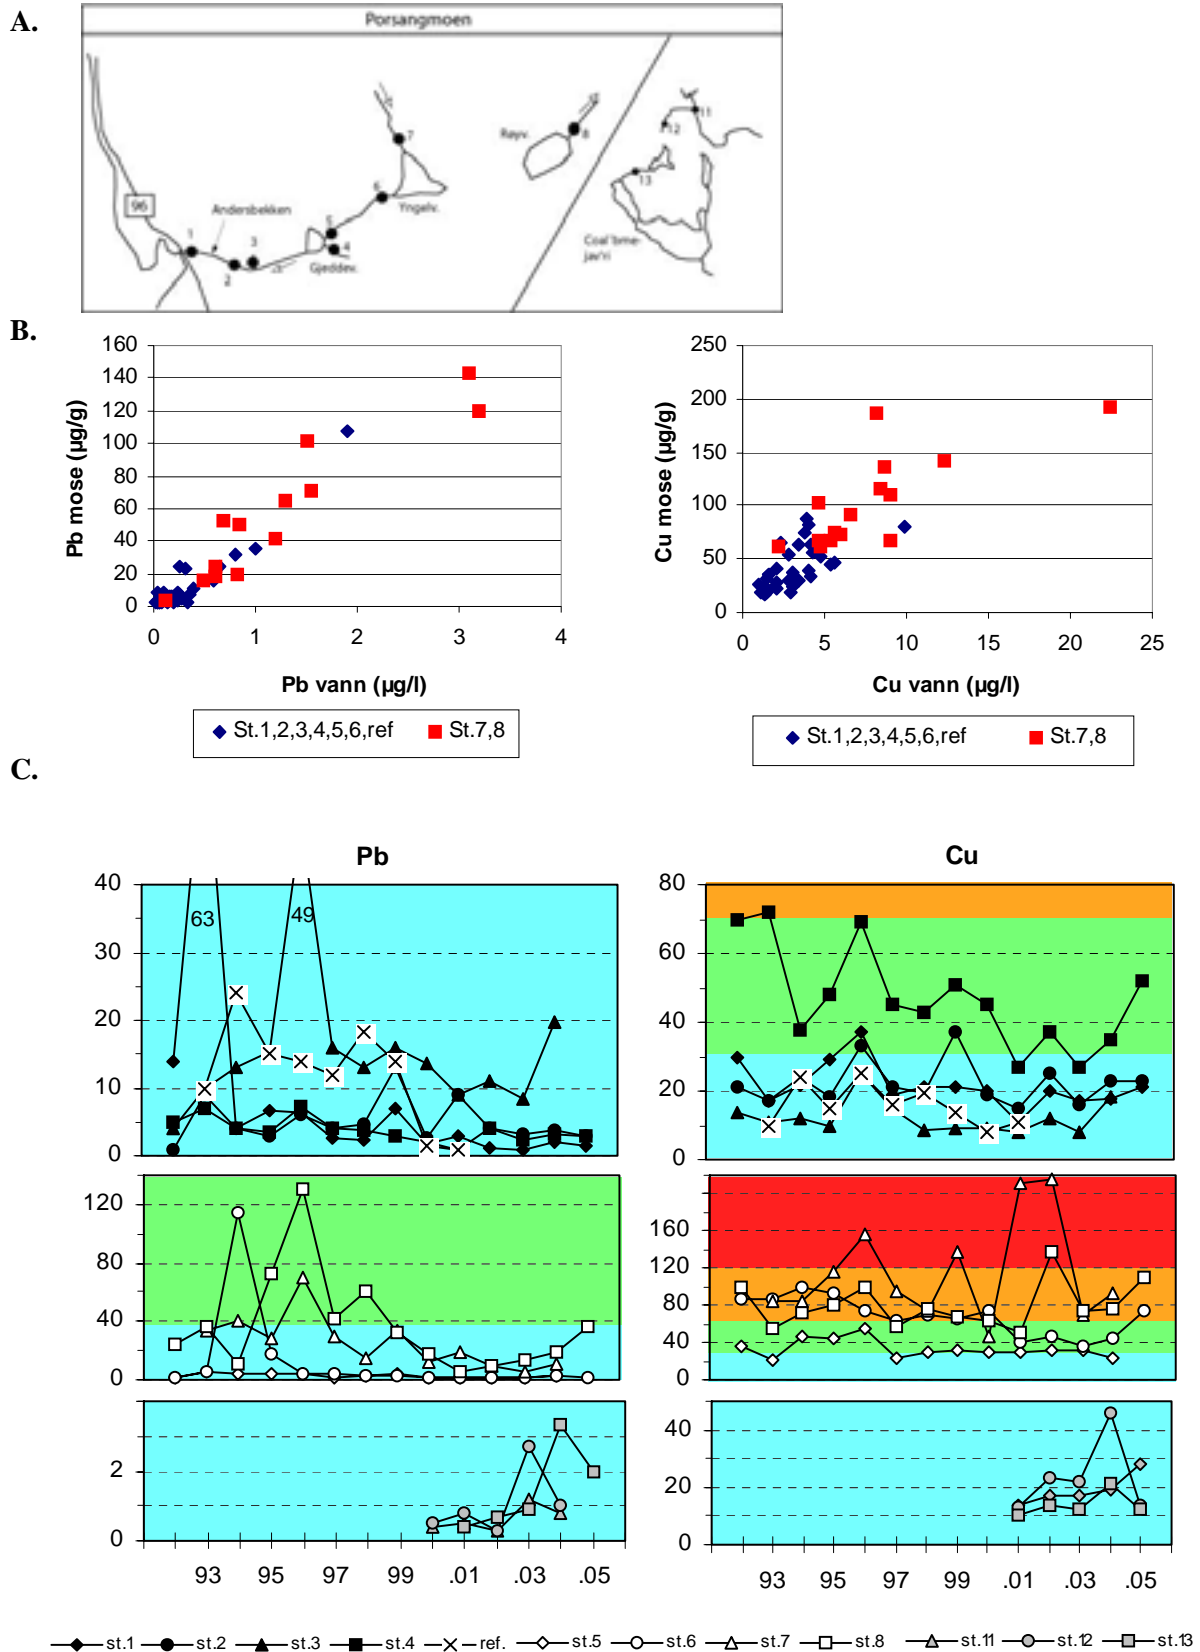 A.
Porsangmoen
11
7
Røyv.
8
12
13
6
96
Andersbekken
Yngelv.
1
3
5
4
Coal'bme-
jav'ri
2
Gjeddev.
B.
160
140
120
100
80
60
40
20
0
Pb mose (µg/g)
0 1 2 3 4
Pb vann (µg/l)
St.1,2,3,4,5,6,ref St.7,8
250
200
150
100
50
0
Cu mose (µg/g)
0 5 10 15 20 25
Cu vann (µg/l)
St.1,2,3,4,5,6,ref St.7,8
C.
Pb
40
30
20
10
0
63
49
120
80
40
0
2
0
93 95 97 99 .01 .03 .05
Cu
80
60
40
20
0
160
120
80
40
0
40
20
0
93 95 97 99 .01 .03 .05
st.1 st.2 st.3 st.4 ref. st.5 st.6 st.7 st.8 st.11 st.12 st.13